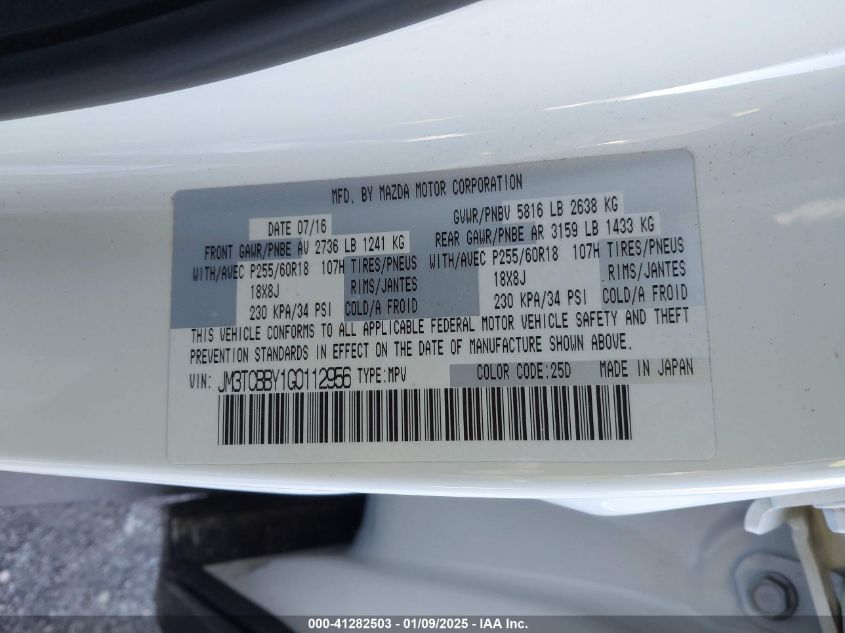 MFD. BY MAZDA MOTOR CORPORATION
DATE 07/16 GVWR/PNBV 5816 LB 2638 KG
FRONT GAWR/PNBE AV 2736 LB 1241 KG REAR GAWR/PNBE AR 3159 LB 1433 KG
WITH/AVEC P255/60R18 107H TIRES/PNEUS WITH/AVEC P255/60R18 107H TIRES/PNEUS
18X8J RIMS/JANTES 18X8J RIMS/JANTES
230 KPA/34 PSI COLD/A FROID 230 KPA/34 PSI COLD/A FROID
THIS VEHICLE CONFORMS TO ALL APPLICABLE FEDERAL MOTOR VEHICLE SAFETY AND THEFT
PREVENTION STANDARDS IN EFFECT ON THE DATE OF MANUFACTURE SHOWN ABOVE.
VIN: JM3TCBBY1G0112956 TYPE:MPV COLOR CODE:25D MADE IN JAPAN
000-41282503 - 01/09/2025 - IAA Inc.